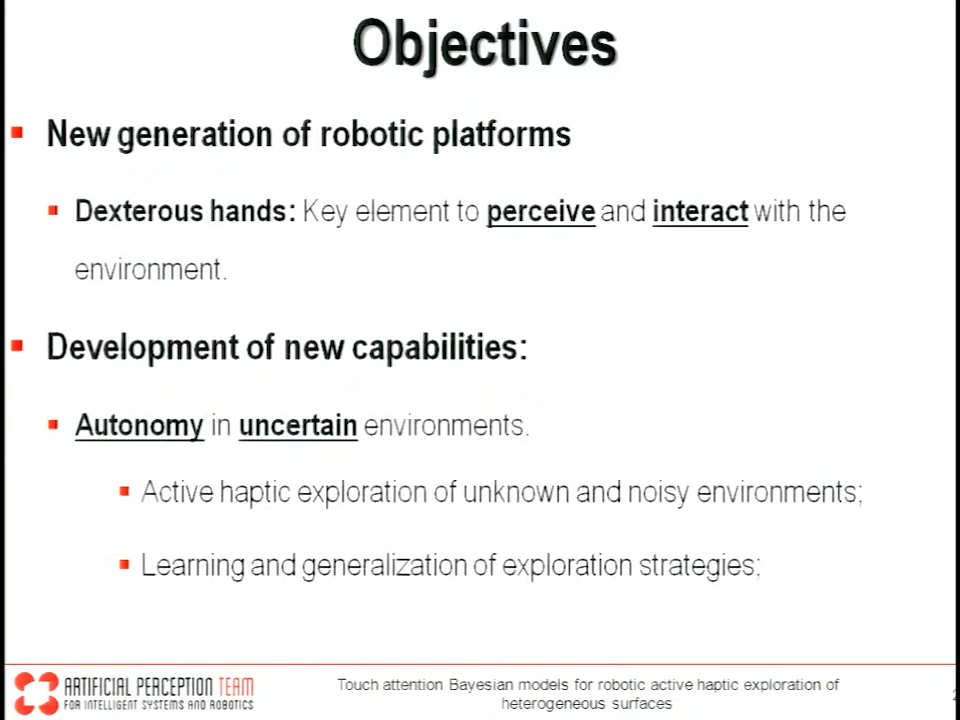 Objectives
New generation of robotic platforms
Dexterous hands: Key element to perceive and interact with the
environment.
Development of new capabilities:
Autonomy in uncertain environments.
Active haptic exploration of unknown and noisy environments;
Learning and generalization of exploration strategies;
ARTIFICIAL PERCEPTION TEAM
FOR INTELLIGENT SYSTEMS AND ROBOTICS
Touch attention Bayesian models for robotic active haptic exploration of
heterogeneous surfaces